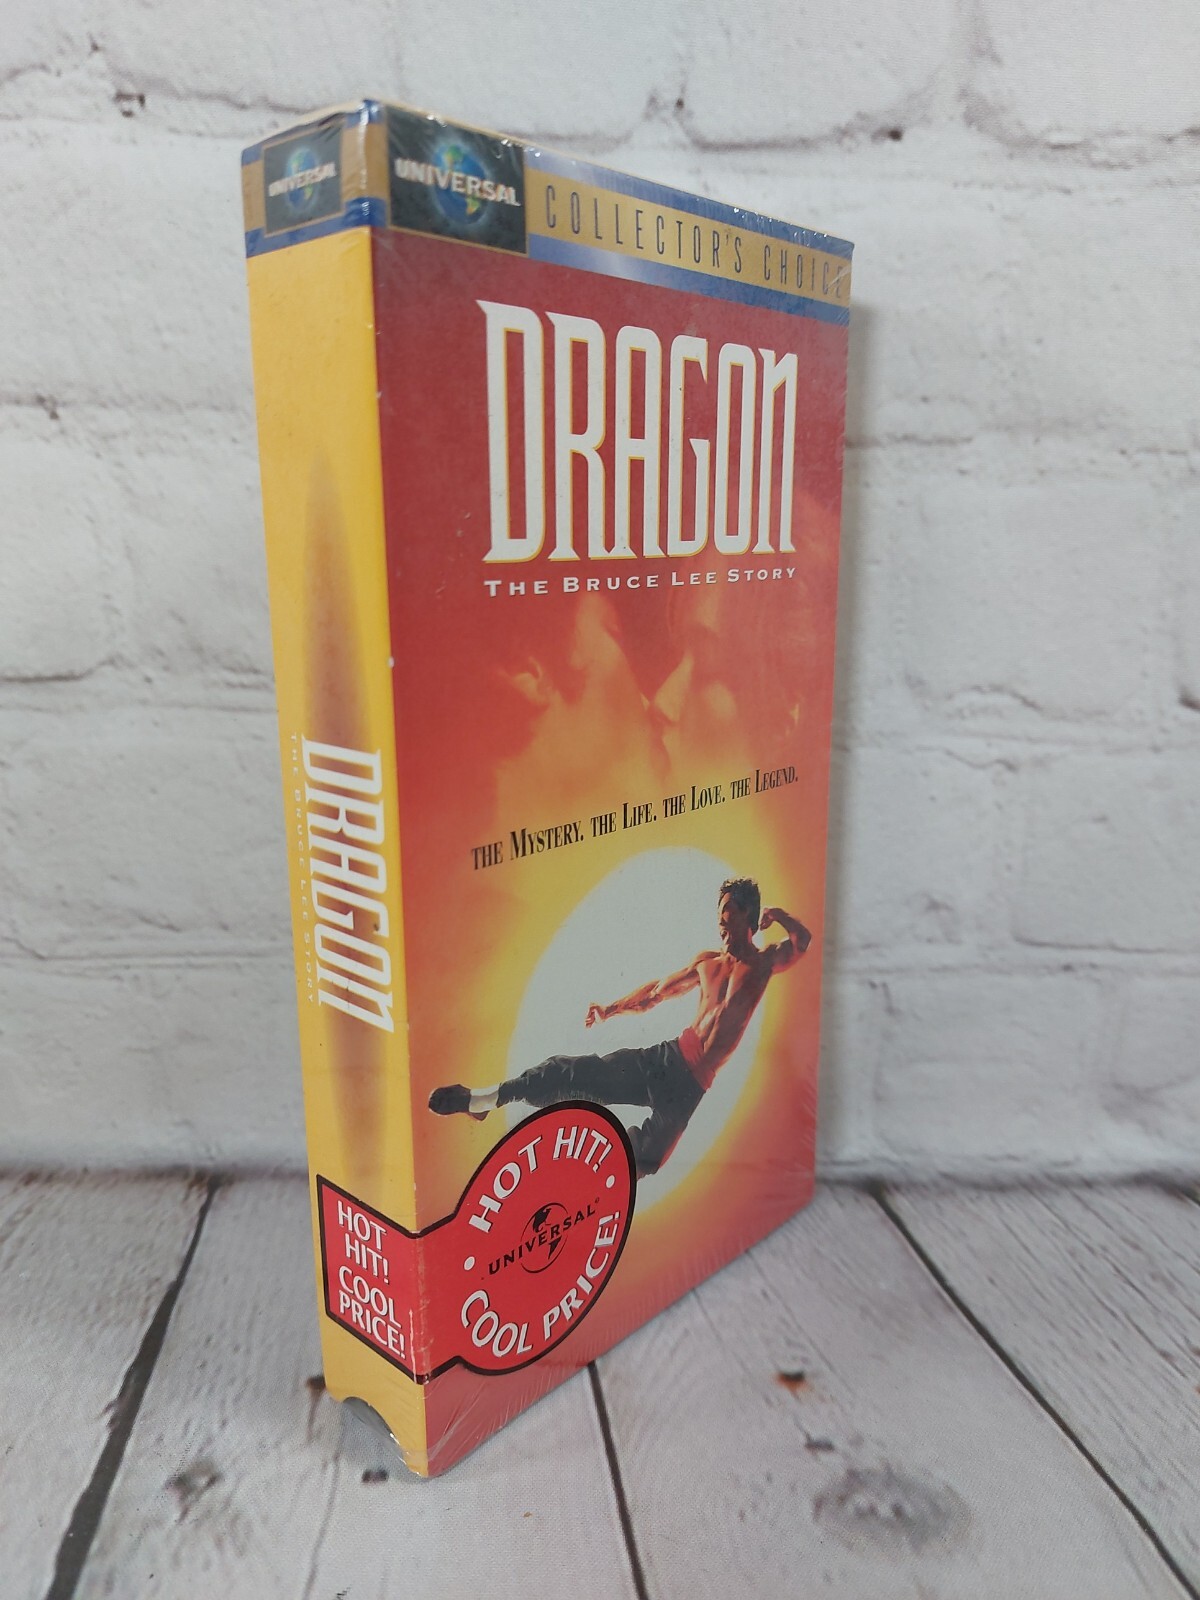 UNIVERSAL
UNIVERSAL
COLLECTOR'S CHOICE
DRAGON
THE BRUCE LEE STORY
THE MYSTERY. THE LIFE. THE LOVE. THE LEGEND.
DRAGON
THE BRUCE LEE STORY
HOT
HIT!
COOL
PRICE!
• HOT HIT! •
UNIVERSAL®
COOL PRICE!